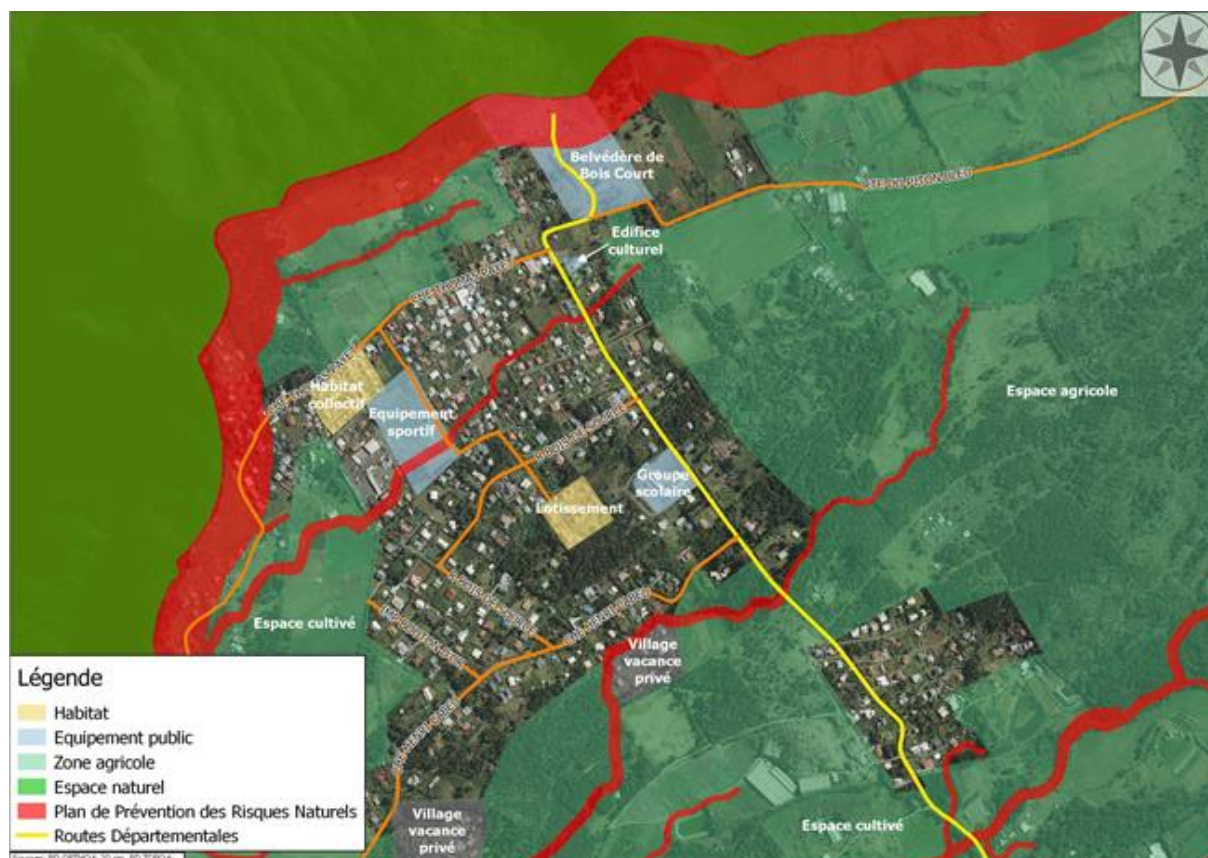 Belvédère de
Bois Court
Edifice
culturel
Habitat
collectif
Equipement
sportif
Espace agricole
Groupe
scolaire
Lotissement
Espace cultivé
Village
vacance
privé
Légende
Habitat
Equipement public
Zone agricole
Espace naturel
Plan de Prévention des Risques Naturels
Routes Départementales
Village
vacance
privé
Espace cultivé